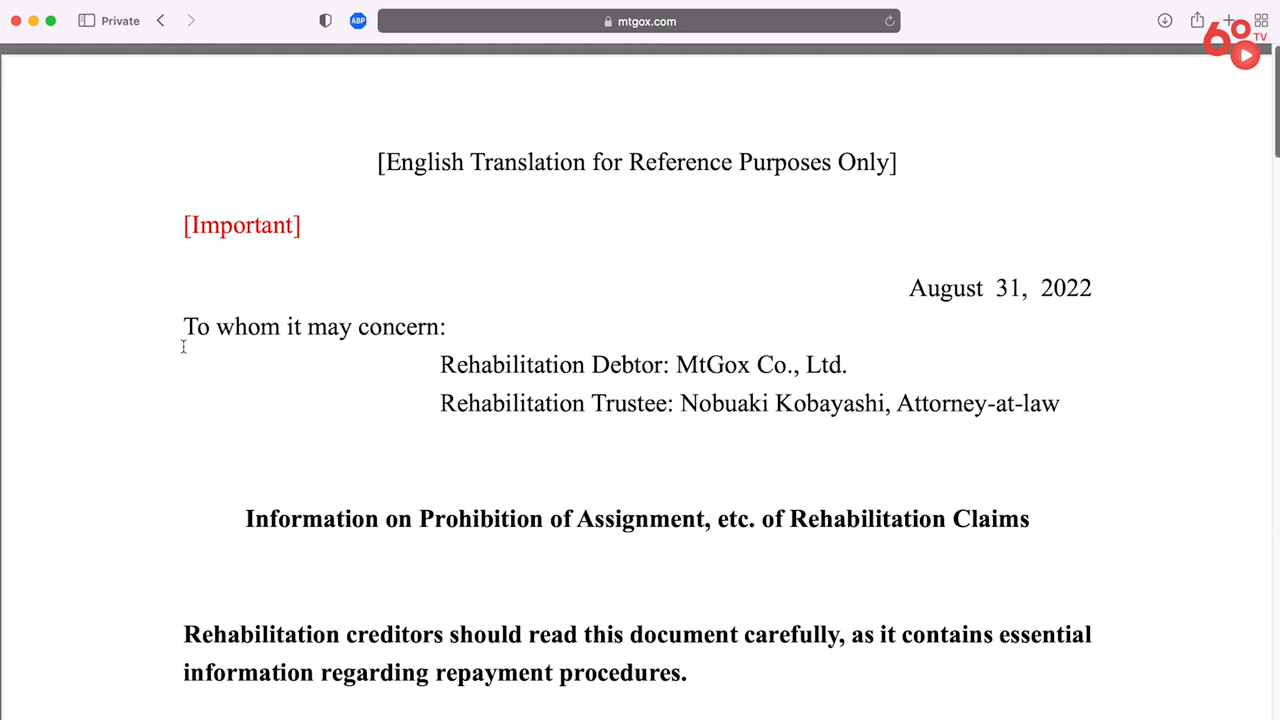 Private
ABP
mtgox.com
6º
TV
[English Translation for Reference Purposes Only]
[Important]
August 31, 2022
To whom it may concern:
Rehabilitation Debtor: MtGox Co., Ltd.
Rehabilitation Trustee: Nobuaki Kobayashi, Attorney-at-law
Information on Prohibition of Assignment, etc. of Rehabilitation Claims
Rehabilitation creditors should read this document carefully, as it contains essential
information regarding repayment procedures.